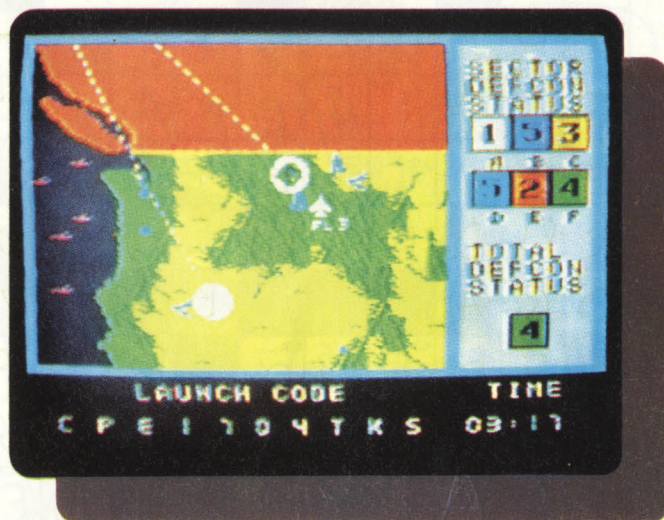 SECTOR
DEFCON
STATUS
1 5 3
A B C
5 2 4
D E F
TOTAL
DEFCON
STATUS
4
LAUNCH CODE TIME
C P E 1 7 0 4 T K S 03:17